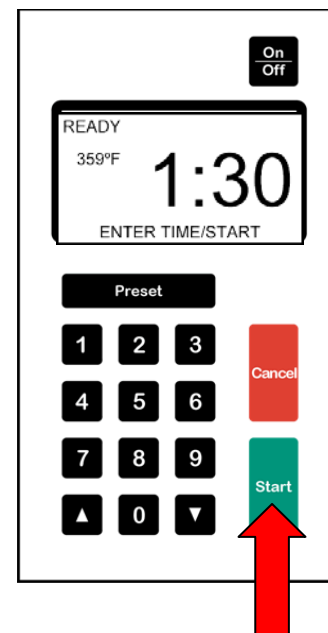 On
Off
READY
359ºF
1:30
ENTER TIME/START
Preset
1 2 3
Cancel
4 5 6
7 8 9
Start
▲ 0 ▼